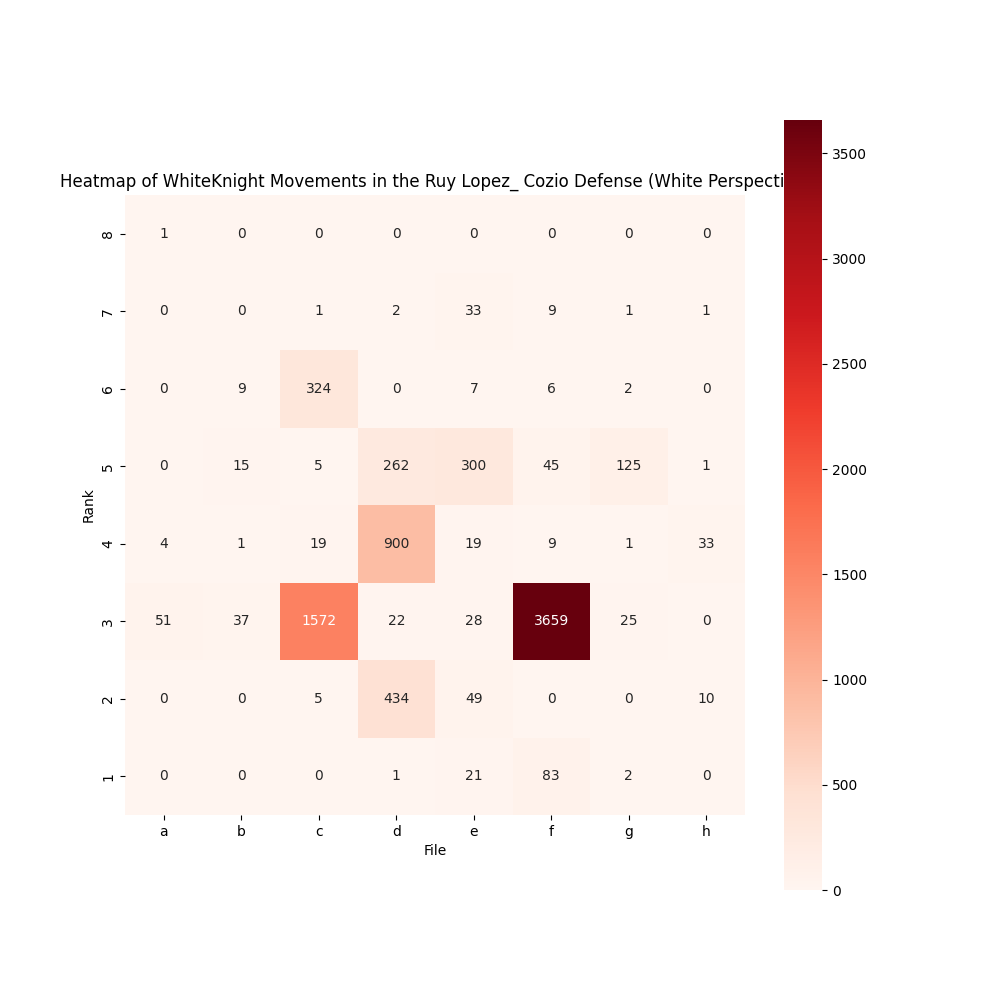 Heatmap of WhiteKnight Movements in the Ruy Lopez_ Cozio Defense (White Perspecti
8 1 0 0 0 0 0 0 0
7 0 0 1 2 33 9 1 1
6 0 9 324 0 7 6 2 0
5 0 15 5 262 300 45 125 1
4 4 1 19 900 19 9 1 33
3 51 37 1572 22 28 3659 25 0
2 0 0 5 434 49 0 0 10
1 0 0 0 1 21 83 2 0
a b c d e f g h
File
Rank
3500
3000
2500
2000
1500
1000
500
0